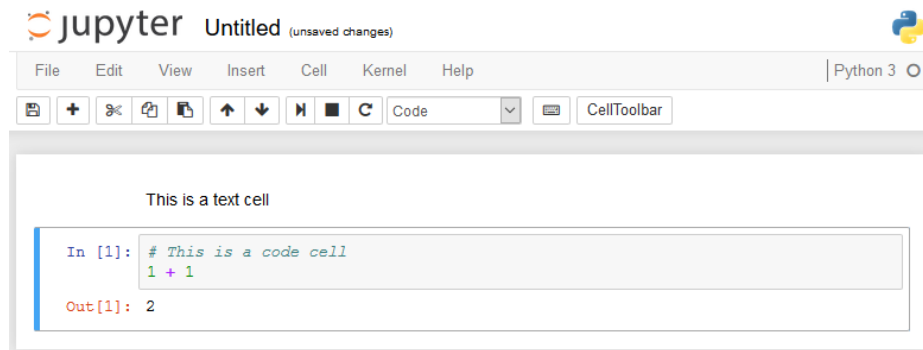 jupyter Untitled (unsaved changes)
File Edit View Insert Cell Kernel Help Python 3
Code CellToolbar
This is a text cell
In [1]: # This is a code cell
1 + 1
Out[1]: 2